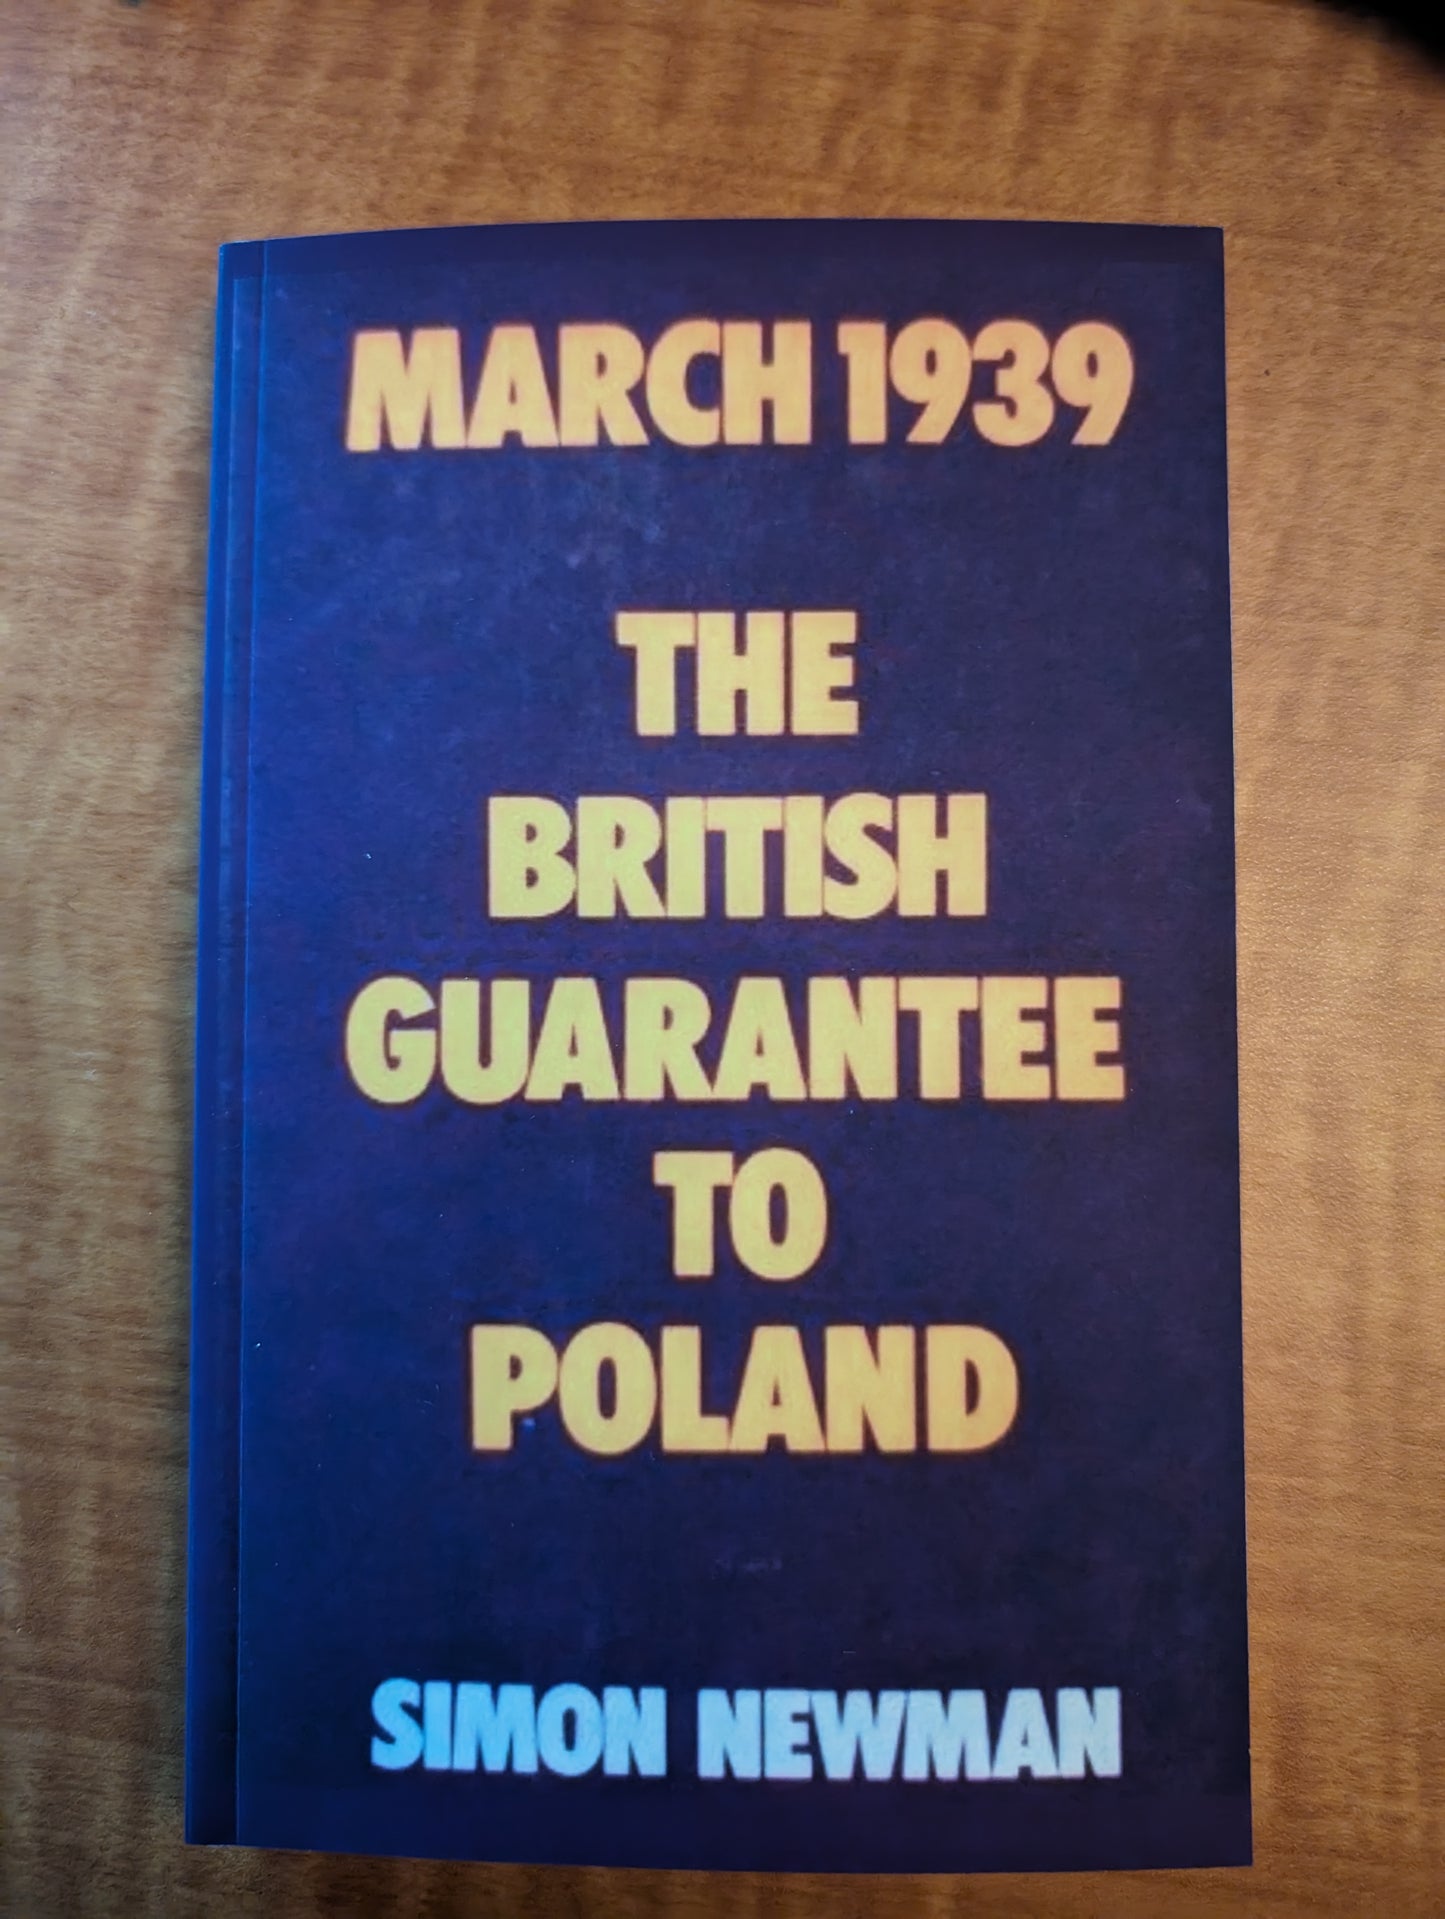 MARCH 1939
THE
BRITISH
GUARANTEE
TO
POLAND
SIMON NEWMAN